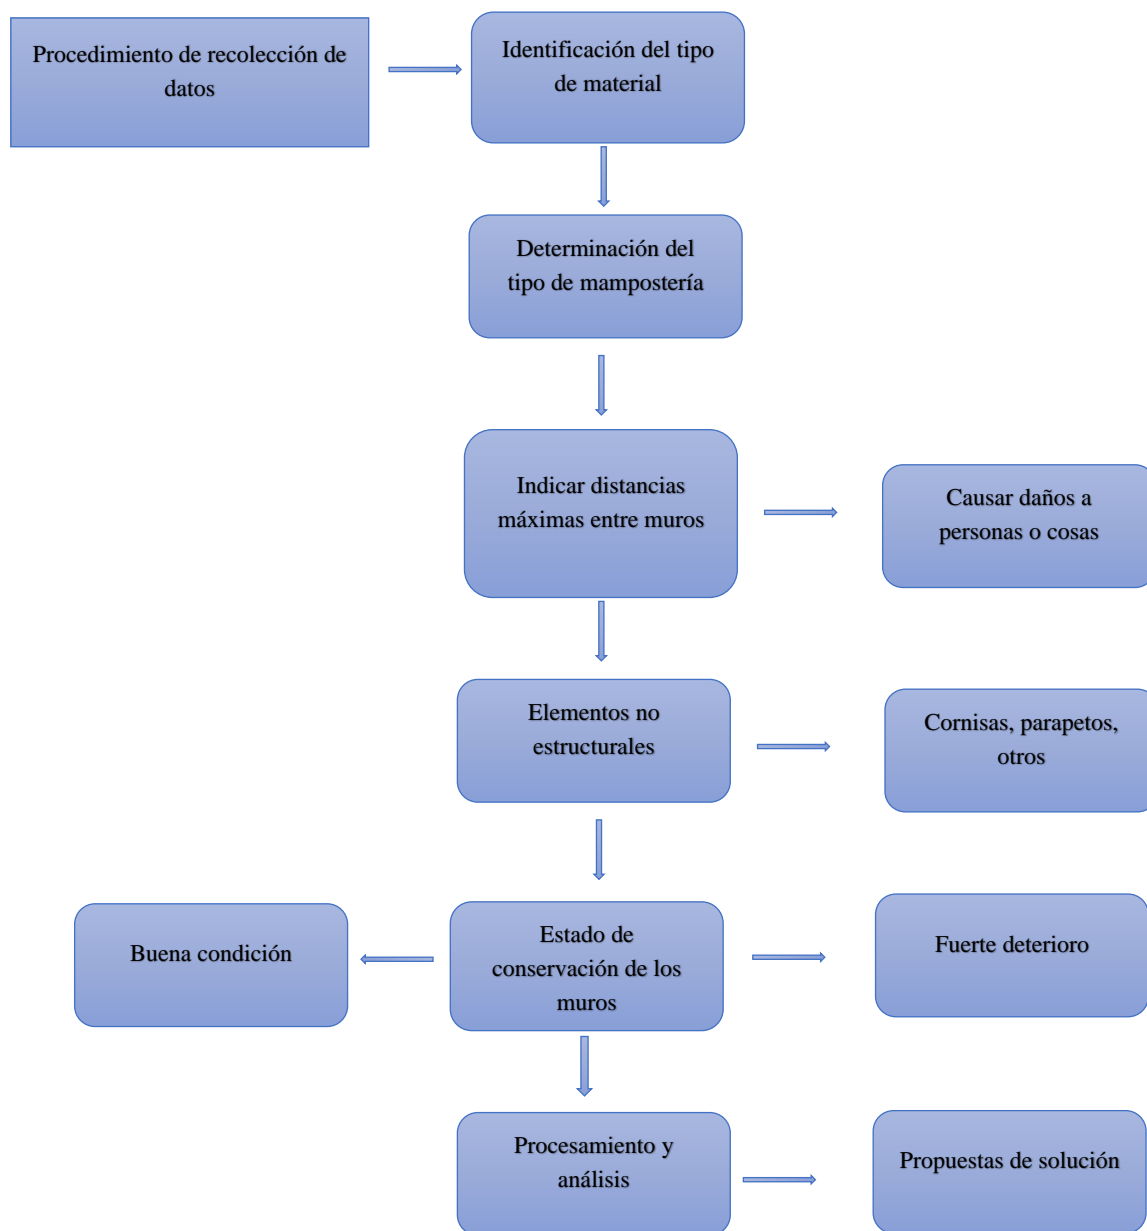 Procedimiento de recolección de
datos
Identificación del tipo
de material
Determinación del
tipo de mampostería
Indicar distancias
máximas entre muros
Causar daños a
personas o cosas
Elementos no
estructurales
Cornisas, parapetos,
otros
Buena condición
Estado de
conservación de los
muros
Fuerte deterioro
Procesamiento y
análisis
Propuestas de solución